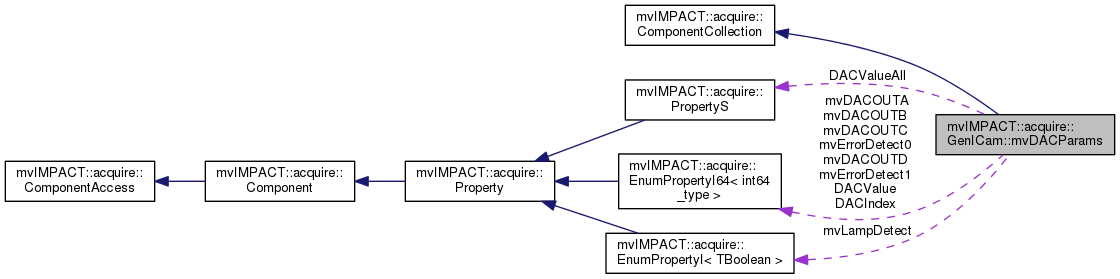 mvIMPACT::acquire::
ComponentCollection
DACValueAll
mvIMPACT::acquire::
PropertyS
mvDACOUTA
mvDACOUTB
mvDACOUTC
mvErrorDetect0
mvDACOUTD
mvErrorDetect1
DACValue
DACIndex
mvIMPACT::acquire::
GenICam::mvDACParams
mvIMPACT::acquire::
ComponentAccess
mvIMPACT::acquire::
Component
mvIMPACT::acquire::
Property
mvIMPACT::acquire::
EnumPropertyI64< int64
_type >
mvLampDetect
mvIMPACT::acquire::
EnumPropertyI< TBoolean >